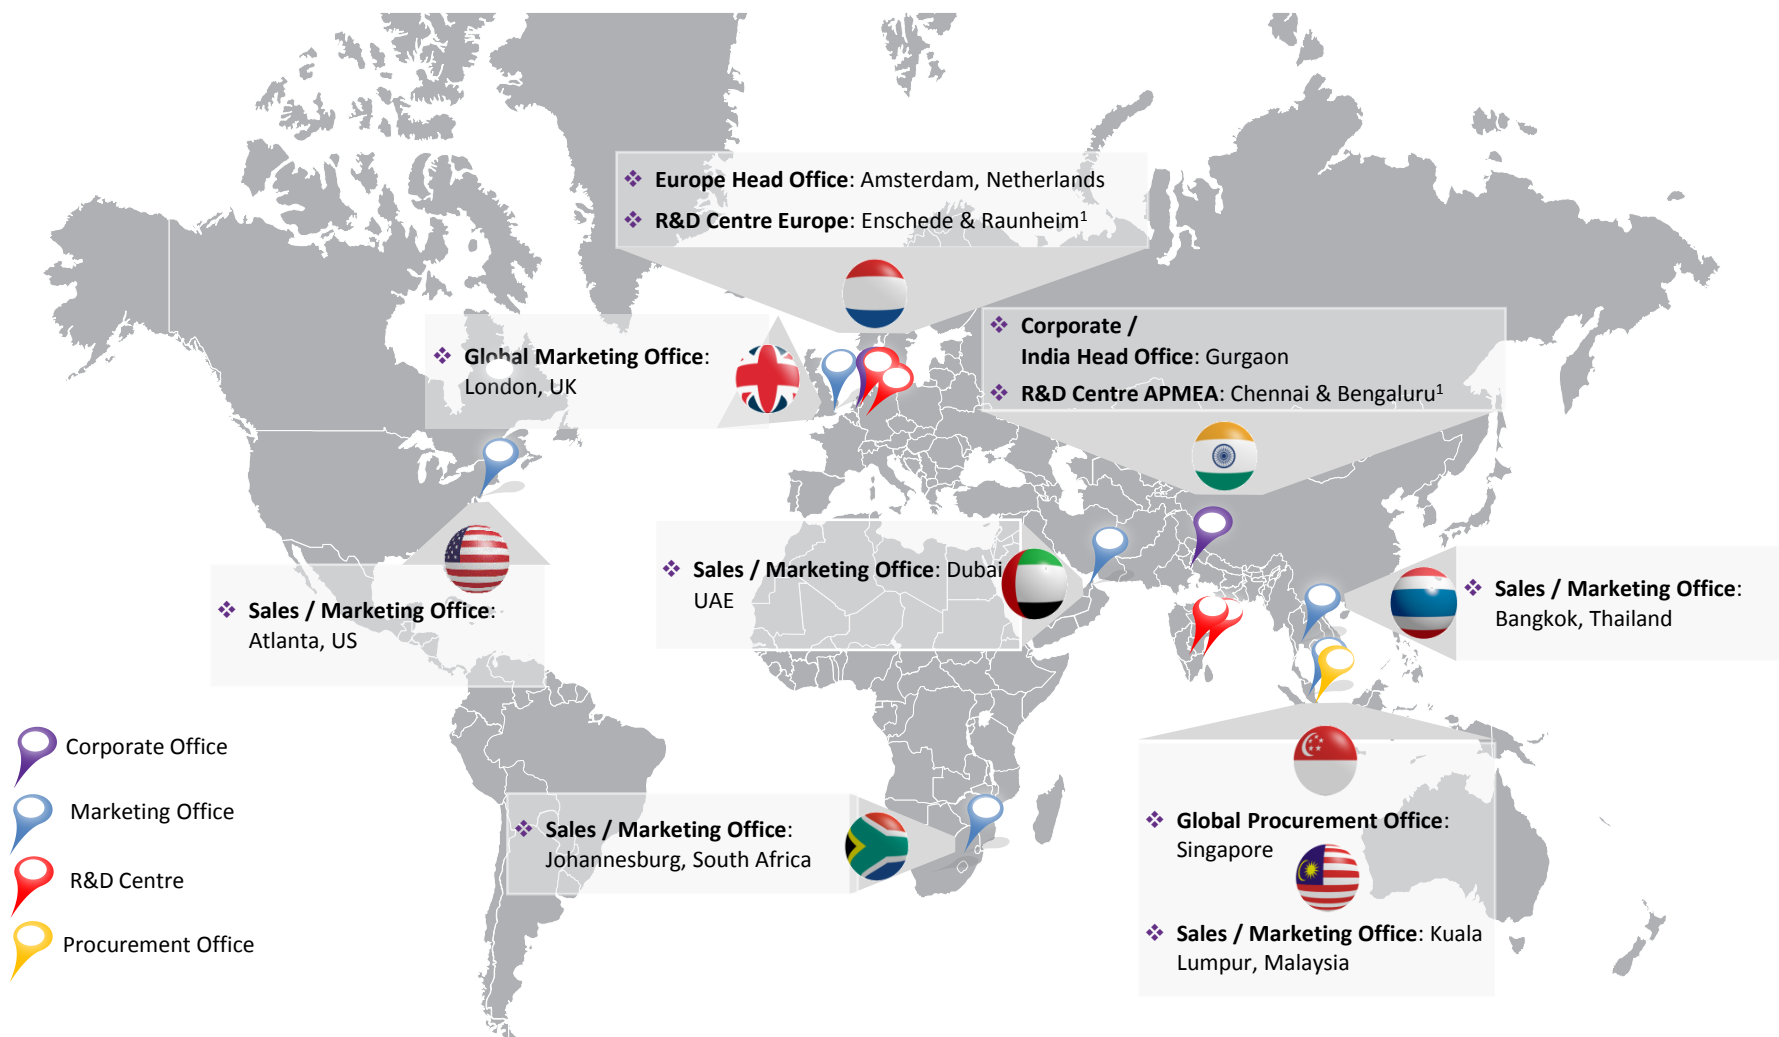 ❖ Europe Head Office: Amsterdam, Netherlands
❖ R&D Centre Europe: Enschede & Raunheim¹
❖ Corporate /
India Head Office: Gurgaon
❖ R&D Centre APMEA: Chennai & Bengaluru¹
❖ Global Marketing Office:
London, UK
❖ Sales / Marketing Office: Dubai
UAE
❖ Sales / Marketing Office:
Bangkok, Thailand
❖ Sales / Marketing Office:
Atlanta, US
Corporate Office
Marketing Office
R&D Centre
Procurement Office
❖ Sales / Marketing Office:
Johannesburg, South Africa
❖ Global Procurement Office:
Singapore
❖ Sales / Marketing Office: Kuala
Lumpur, Malaysia